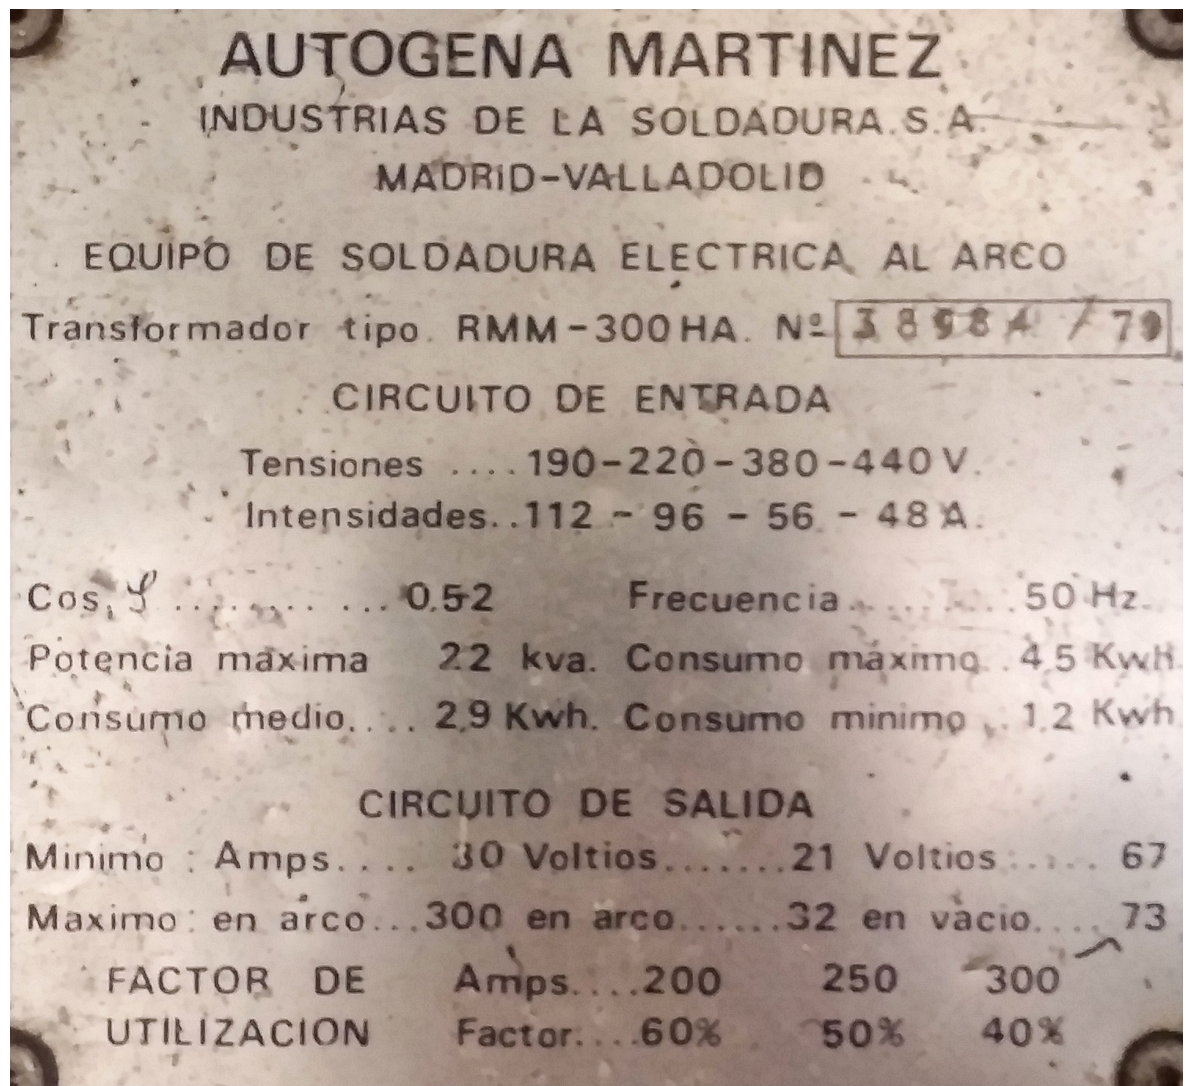 AUTOGENA MARTINEZ
INDUSTRIAS DE LA SOLDADURA.S.A.
MADRID-VALLADOLID
EQUIPO DE SOLDADURA ELECTRICA AL ARCO
Transformador tipo. RMM-300HA. Nº /79
CIRCUITO DE ENTRADA
Tensiones ....190-220-380-440 V.
Intensidades..112 - 96 - 56 - 48 A.
Cos, φ ............ 0.52 Frecuencia..........50 Hz.
Potencia maxima 22 kva. Consumo máximo..4,5 KwH.
Consumo medio.... 2,9 Kwh. Consumo minimo ..1,2 Kwh
CIRCUITO DE SALIDA
Minimo : Amps.... 30 Voltios.......21 Voltios...... 67
Maximo: en arco...300 en arco......32 en vacio.... 73
FACTOR DE Amps....200 250 300
UTILIZACION Factor....60% 50% 40%